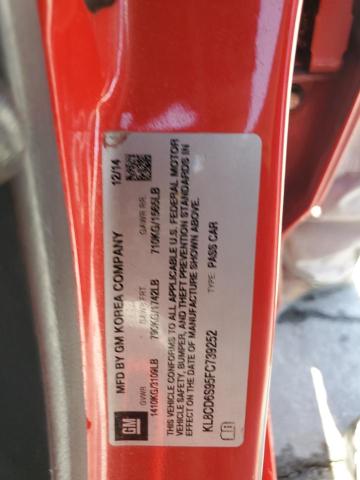 GM
MFD BY GM KOREA COMPANY 12/14
GVWR GAWR FRT GAWR RR
1410KG/3109LB 790KG/1742LB 710KG/1565LB
THIS VEHICLE CONFORMS TO ALL APPLICABLE U.S. FEDERAL MOTOR
VEHICLE SAFETY, BUMPER, AND THEFT PREVENTION STANDARDS IN
EFFECT ON THE DATE OF MANUFACTURE SHOWN ABOVE.
KL8CD6S95FC739252 TYPE: PASS CAR